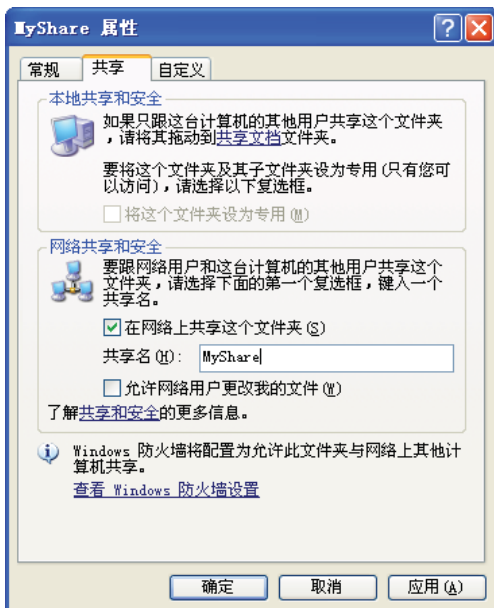 MyShare 属性
常规 共享 自定义
本地共享和安全
如果只跟这台计算机的其他用户共享这个文件夹
，请将其拖动到共享文档文件夹。
要将这个文件夹及其子文件夹设为专用(只有您可
以访问)，请选择以下复选框。
将这个文件夹设为专用(M)
网络共享和安全
要跟网络用户和这台计算机的其他用户共享这个
文件夹，请选择下面的第一个复选框，键入一个
共享名。
在网络上共享这个文件夹(S)
共享名(H)： MyShare
允许网络用户更改我的文件(W)
了解共享和安全的更多信息。
Windows 防火墙将配置为允许此文件夹与网络上其他计
算机共享。
查看 Windows 防火墙设置
确定 取消 应用(A)